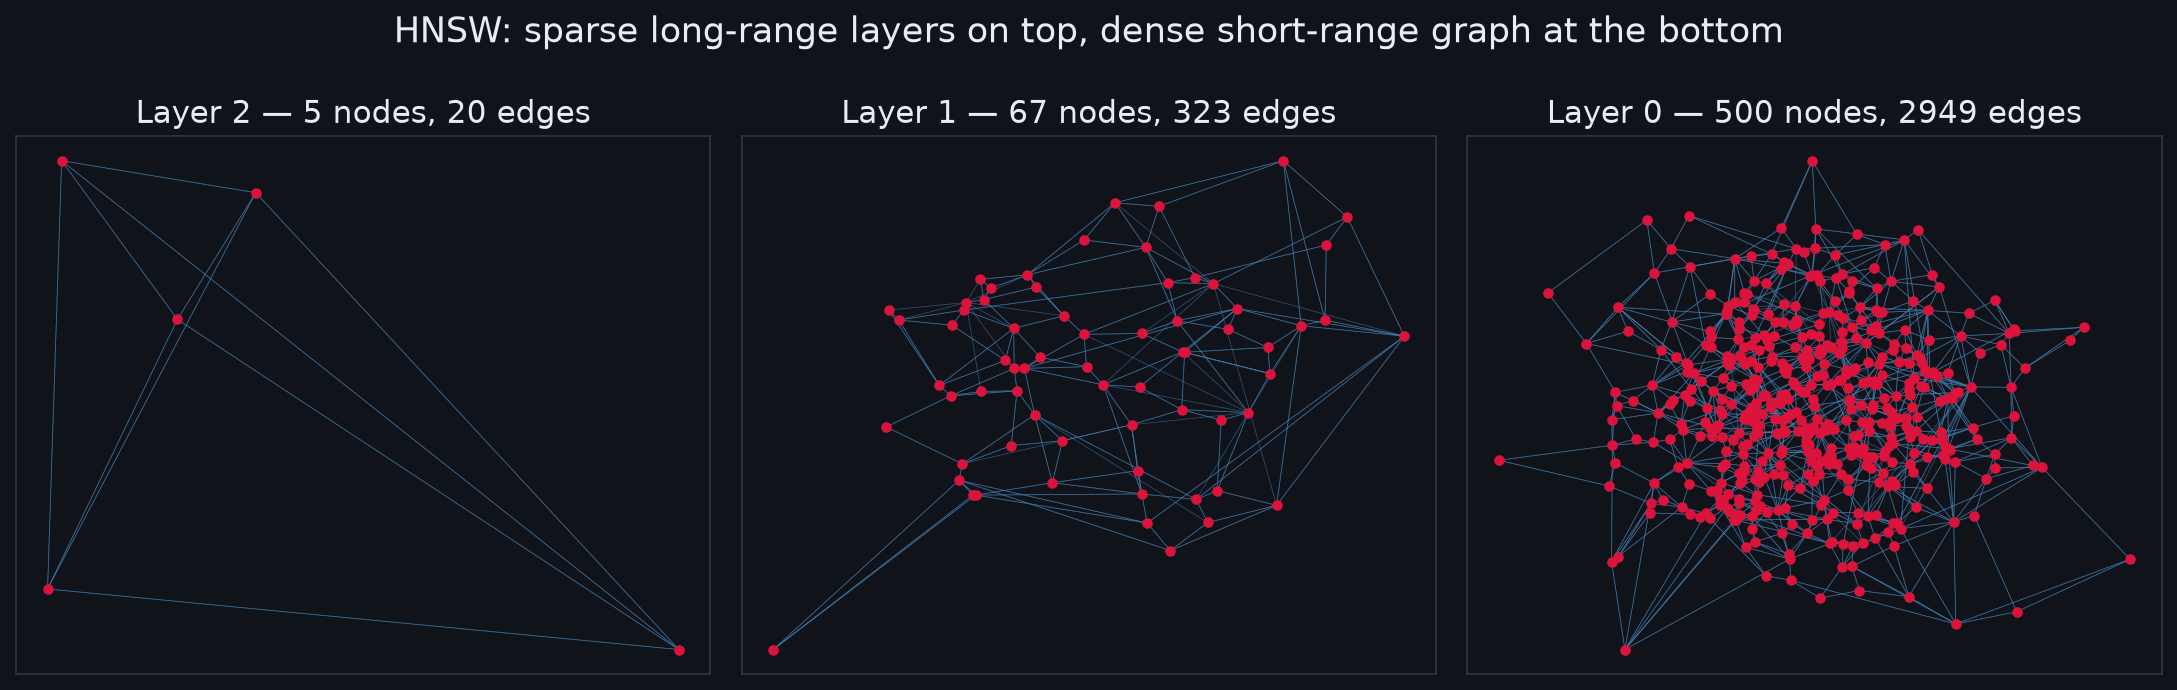 HNSW: sparse long-range layers on top, dense short-range graph at the bottom
Layer 2 — 5 nodes, 20 edges
Layer 1 — 67 nodes, 323 edges
Layer 0 — 500 nodes, 2949 edges